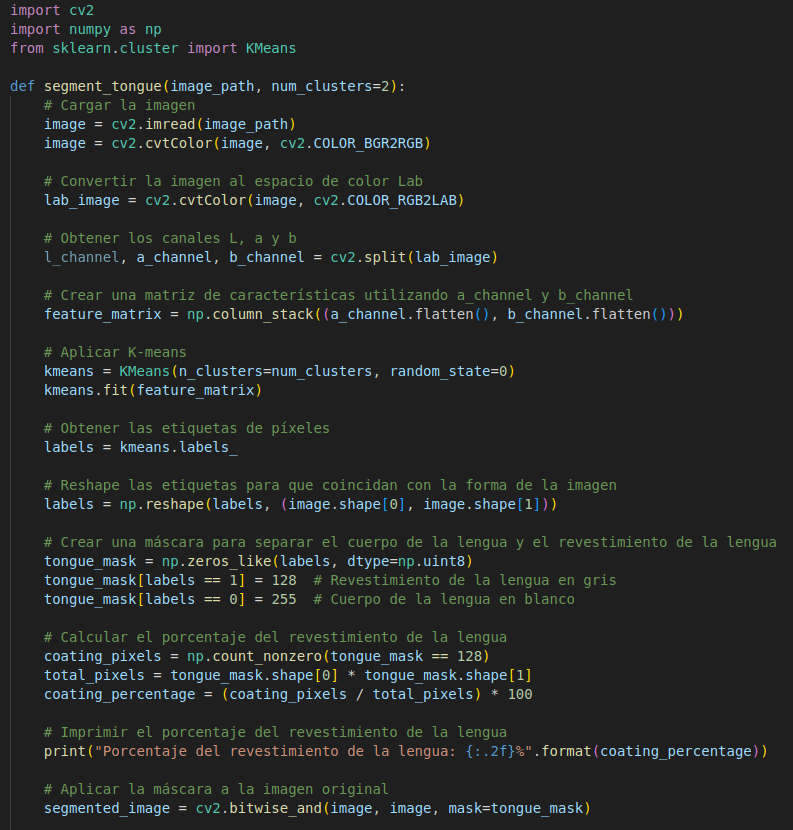 import cv2
import numpy as np
from sklearn.cluster import KMeans

def segment_tongue(image_path, num_clusters=2):
    # Cargar la imagen
    image = cv2.imread(image_path)
    image = cv2.cvtColor(image, cv2.COLOR_BGR2RGB)

    # Convertir la imagen al espacio de color Lab
    lab_image = cv2.cvtColor(image, cv2.COLOR_RGB2LAB)

    # Obtener los canales L, a y b
    l_channel, a_channel, b_channel = cv2.split(lab_image)

    # Crear una matriz de características utilizando a_channel y b_channel
    feature_matrix = np.column_stack((a_channel.flatten(), b_channel.flatten()))

    # Aplicar K-means
    kmeans = KMeans(n_clusters=num_clusters, random_state=0)
    kmeans.fit(feature_matrix)

    # Obtener las etiquetas de píxeles
    labels = kmeans.labels_

    # Reshape las etiquetas para que coincidan con la forma de la imagen
    labels = np.reshape(labels, (image.shape[0], image.shape[1]))

    # Crear una máscara para separar el cuerpo de la lengua y el revestimiento de la lengua
    tongue_mask = np.zeros_like(labels, dtype=np.uint8)
    tongue_mask[labels == 1] = 128  # Revestimiento de la lengua en gris
    tongue_mask[labels == 0] = 255  # Cuerpo de la lengua en blanco

    # Calcular el porcentaje del revestimiento de la lengua
    coating_pixels = np.count_nonzero(tongue_mask == 128)
    total_pixels = tongue_mask.shape[0] * tongue_mask.shape[1]
    coating_percentage = (coating_pixels / total_pixels) * 100

    # Imprimir el porcentaje del revestimiento de la lengua
    print("Porcentaje del revestimiento de la lengua: {:.2f}%".format(coating_percentage))

    # Aplicar la máscara a la imagen original
    segmented_image = cv2.bitwise_and(image, image, mask=tongue_mask)